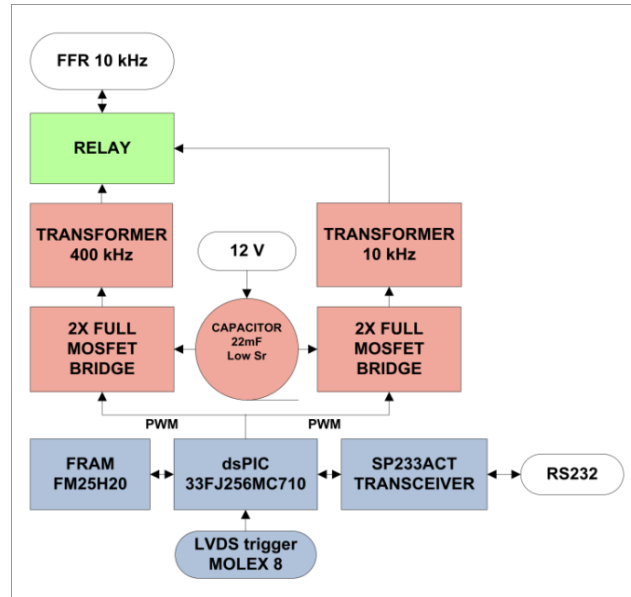 FFR 10 kHz
RELAY
TRANSFORMER
400 kHz
12 V
TRANSFORMER
10 kHz
2X FULL
MOSFET
BRIDGE
CAPACITOR
22mF
Low Sr
2X FULL
MOSFET
BRIDGE
PWM
PWM
FRAM
FM25H20
dsPIC
33FJ256MC710
SP233ACT
TRANSCEIVER
RS232
LVDS trigger
MOLEX 8